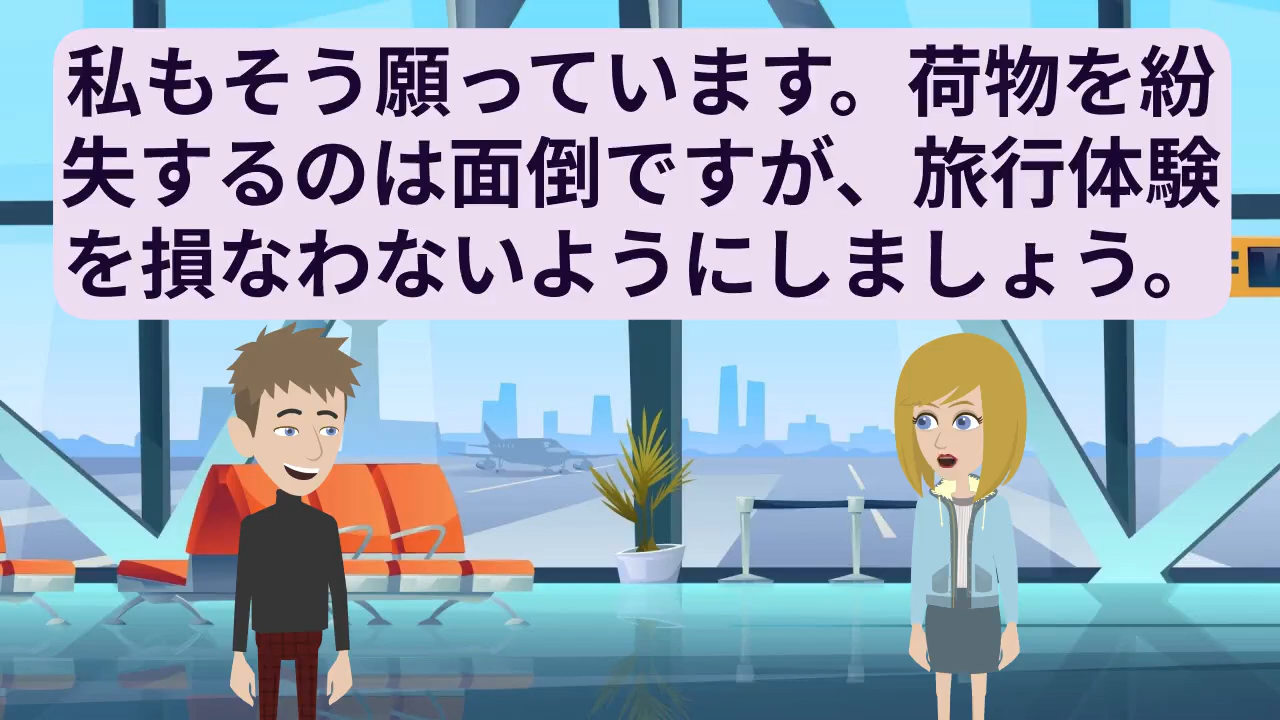 私もそう願っています。荷物を紛
失するのは面倒ですが、旅行体験
を損なわないようにしましょう。